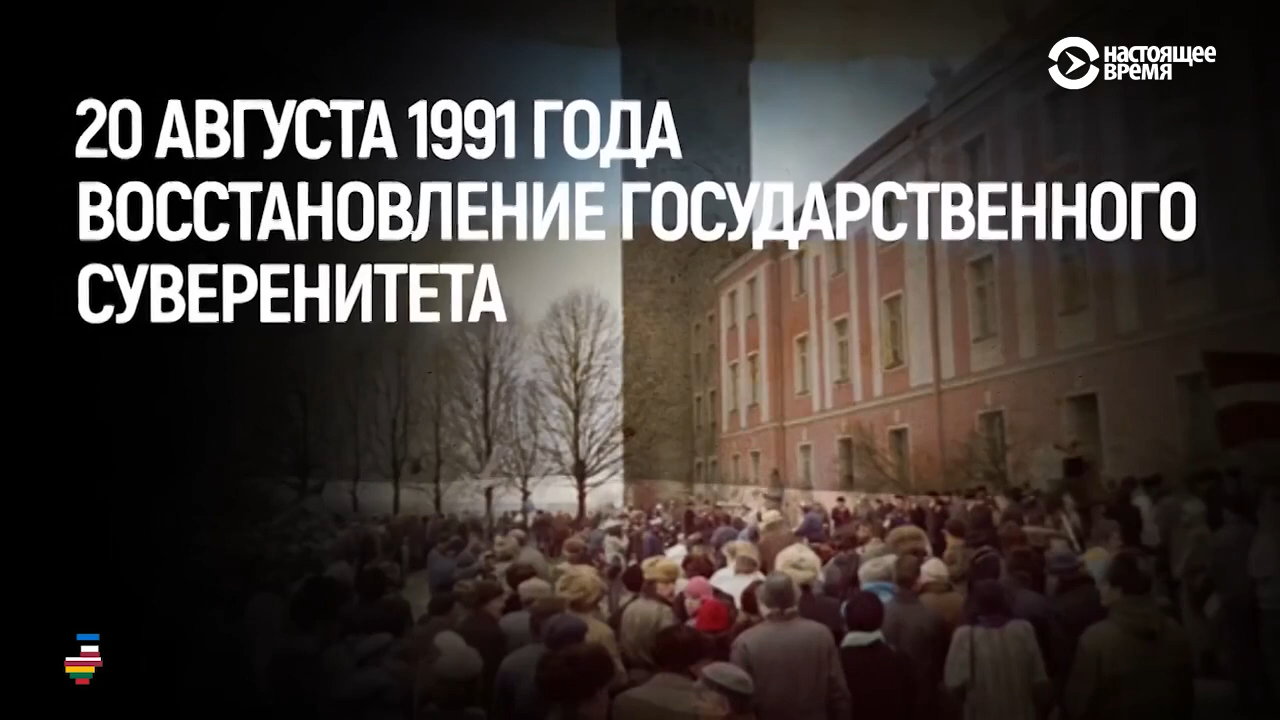 НАСТОЯЩЕЕ
ВРЕМЯ
20 АВГУСТА 1991 ГОДА
ВОССТАНОВЛЕНИЕ ГОСУДАРСТВЕННОГО
СУВЕРЕНИТЕТА